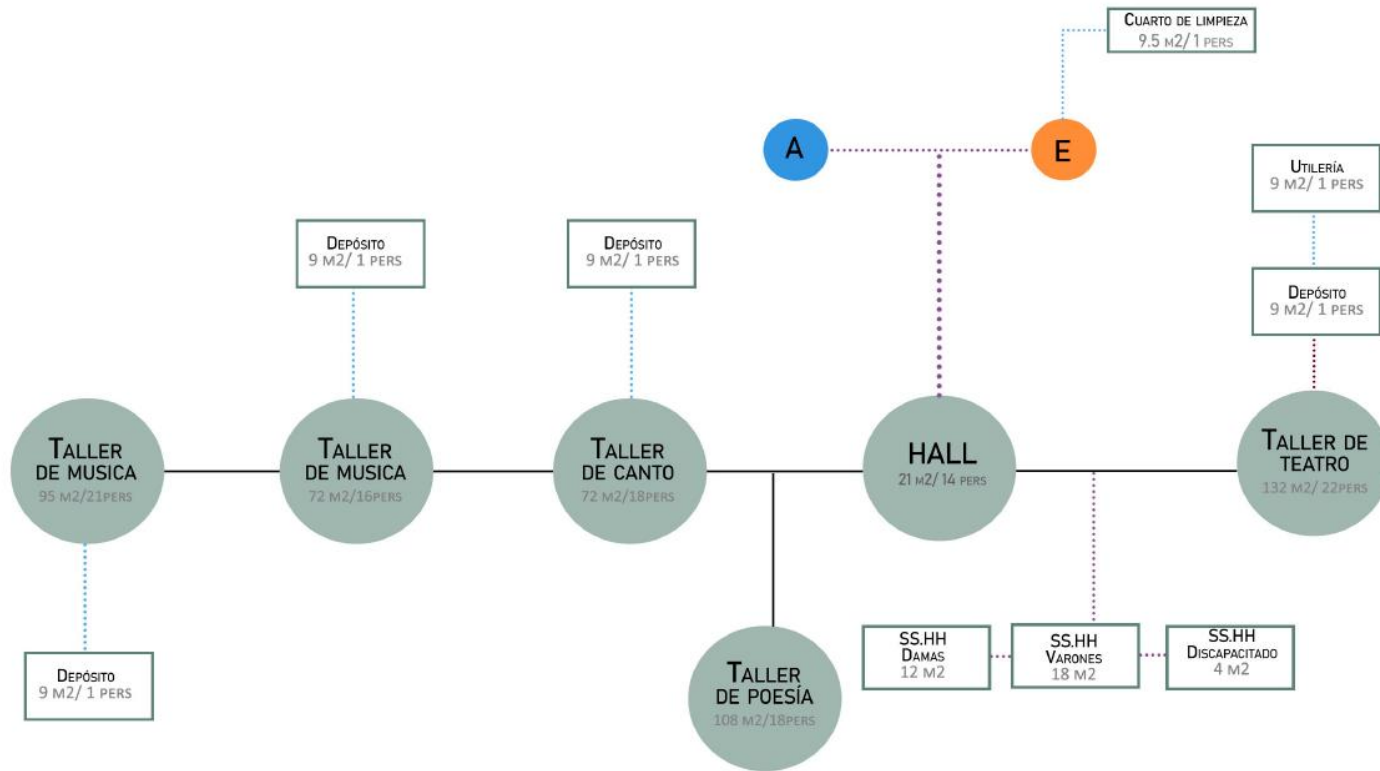 CUARTO DE LIMPIEZA
9.5 M2/ 1 PERS
A
E
UTILERÍA
9 M2/ 1 PERS
DEPÓSITO
9 M2/ 1 PERS
DEPÓSITO
9 M2/ 1 PERS
DEPÓSITO
9 M2/ 1 PERS
TALLER
DE MUSICA
95 M2/21PERS
TALLER
DE MUSICA
72 M2/16PERS
TALLER
DE CANTO
72 M2/18PERS
HALL
21 M2/ 14 PERS
TALLER DE
TEATRO
132 M2/ 22PERS
DEPÓSITO
9 M2/ 1 PERS
TALLER
DE POESÍA
108 M2/18PERS
SS.HH
DAMAS
12 M2
SS.HH
VARONES
18 M2
SS.HH
DISCAPACITADO
4 M2